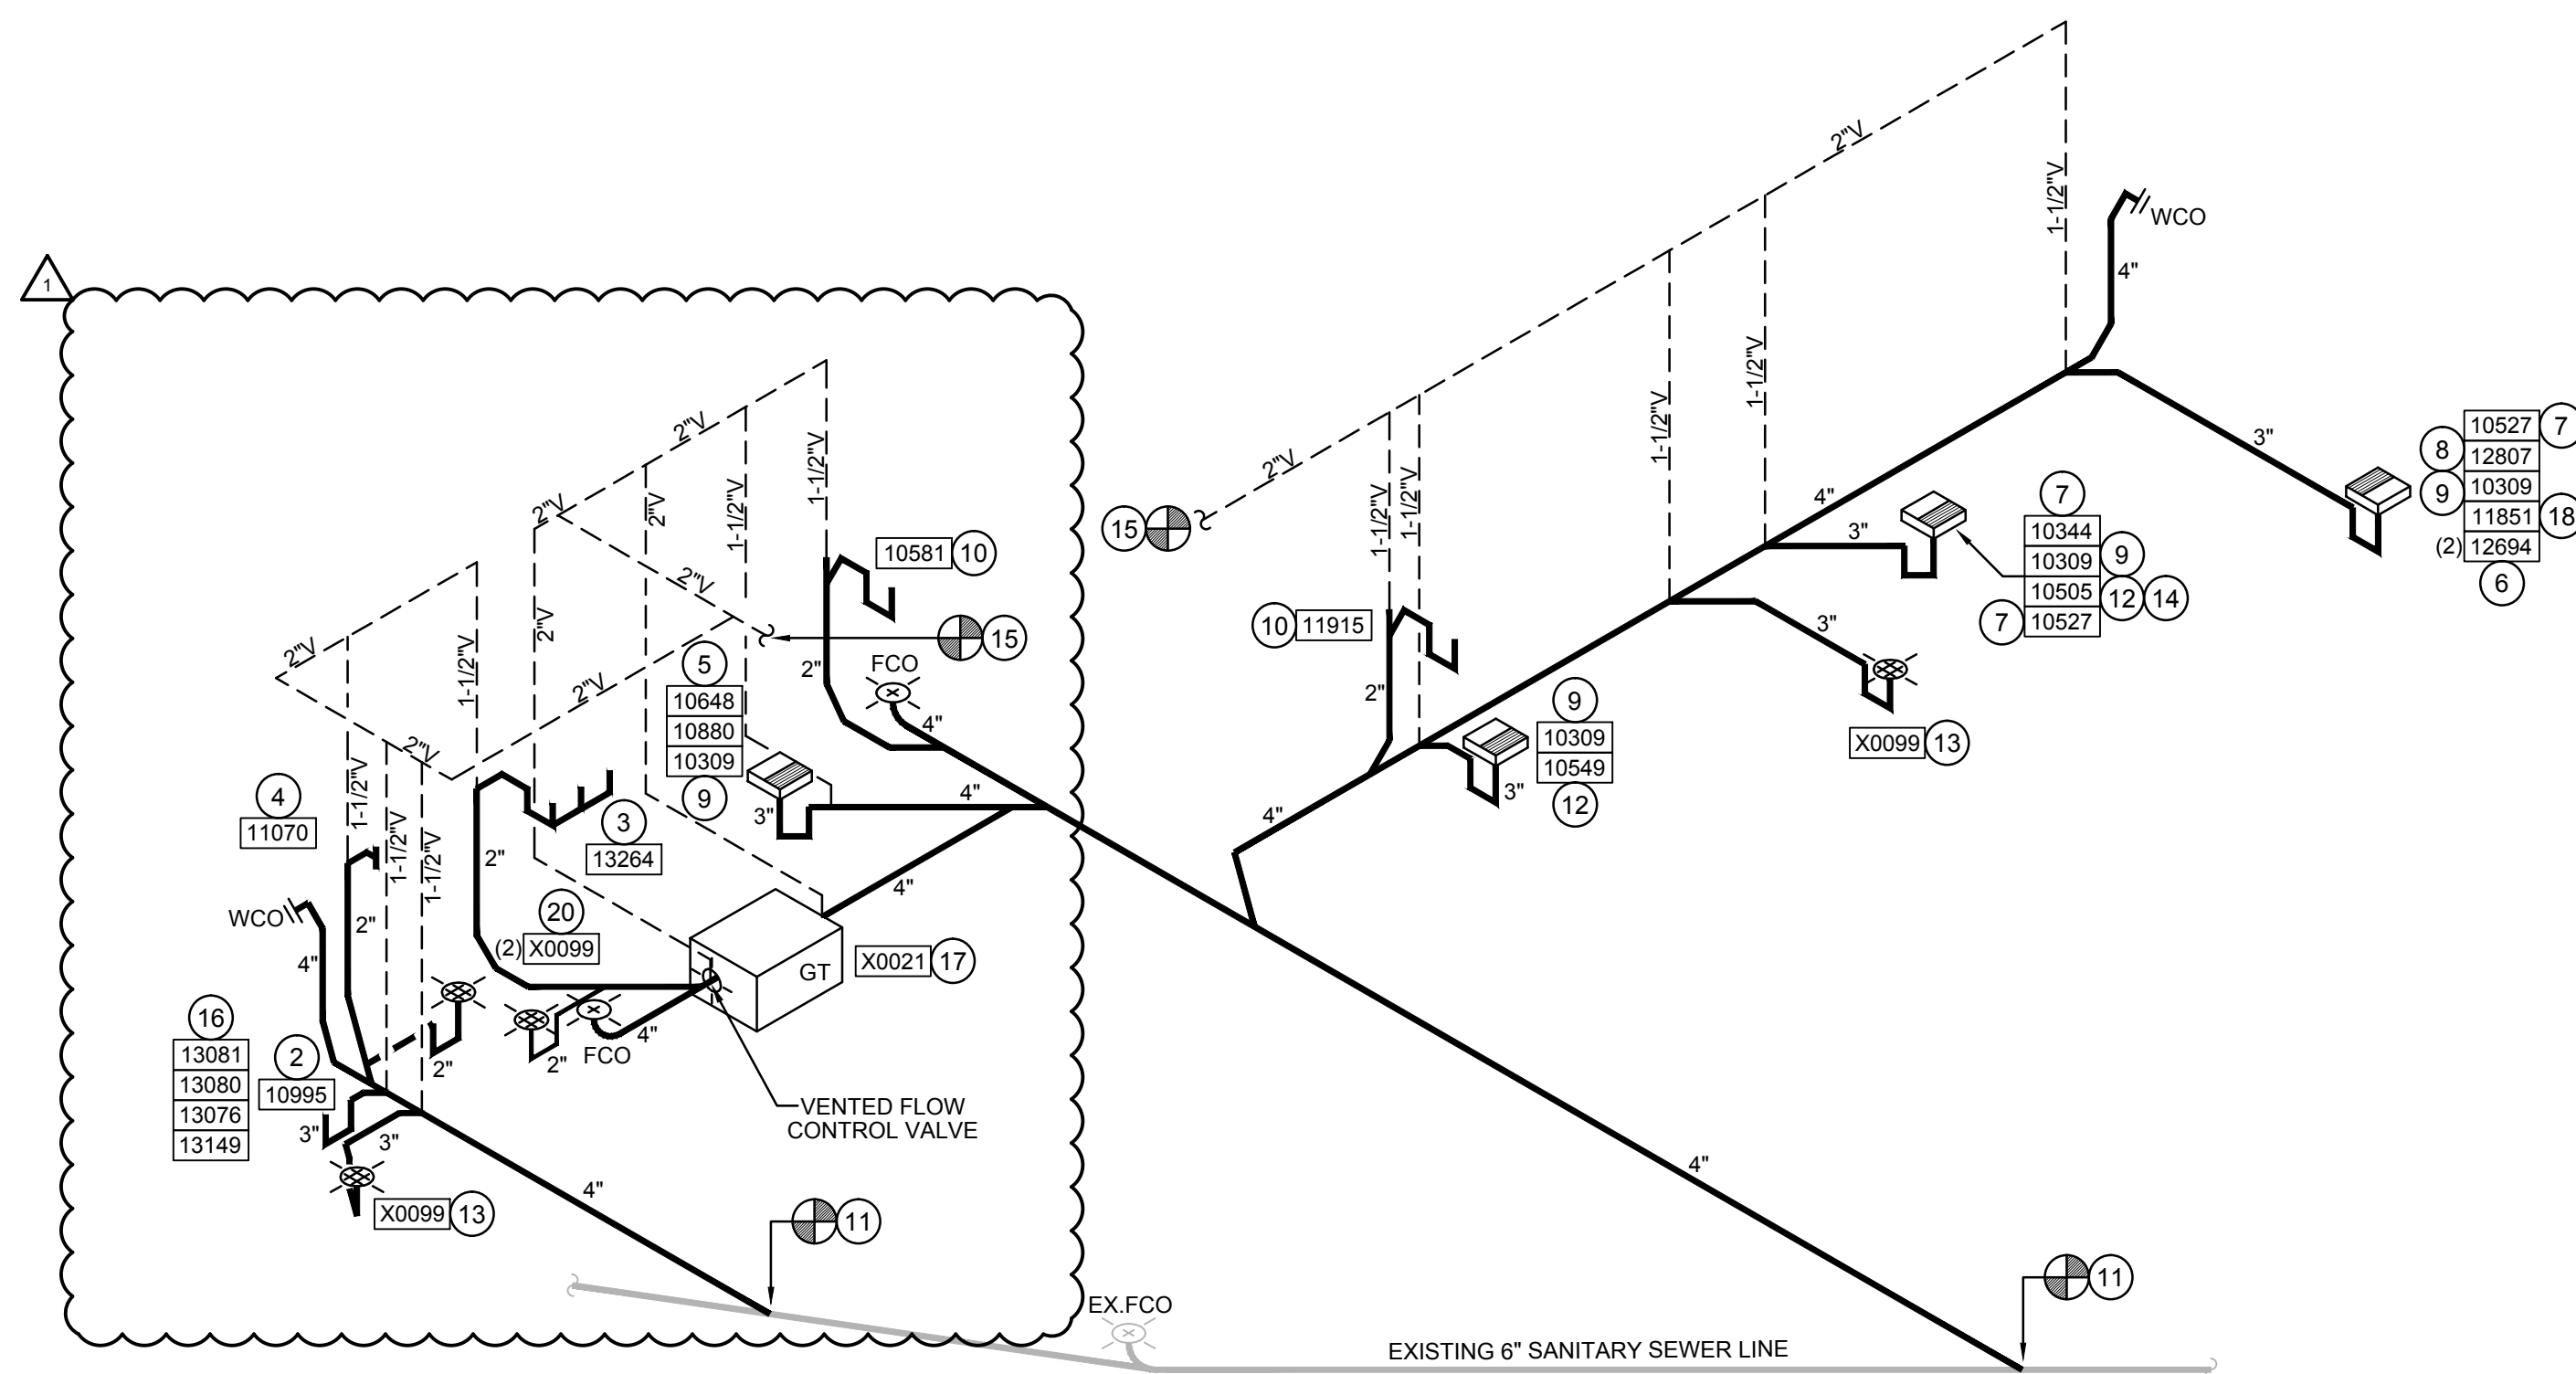 2"V
1-1/2"V
WCO
4"
1
2"V
1-1/2"V
1-1/2"V
1-1/2"V
1-1/2"V
2"V
15
3"
10527 7
8 12807
9 10309
11851 18
(2) 12694
6
4"
3"
7
10344
10309 9
10505 12 14
7 10527
3"
X0099 13
10 11915
2"
9
10309
10549
12
3"
4"
2"V
1-1/2"V
2"V
2"V
1-1/2"V
10581 10
2"V
2"V
15
2"V
1-1/2"V
2"V
5
10648
10880
10309
9
2"
FCO
4"
4"
3"
2"V
4
11070
1-1/2"V
1-1/2"V
1-1/2"V
2"
3
13264
4"
WCO
2"
4"
20
(2) X0099
GT
X0021 17
16
13081
13080
13076
13149
2
10995
2"
2"
FCO
4"
3"
3"
VENTED FLOW
CONTROL VALVE
X0099 13
4"
11
4"
11
EX.FCO
EXISTING 6" SANITARY SEWER LINE